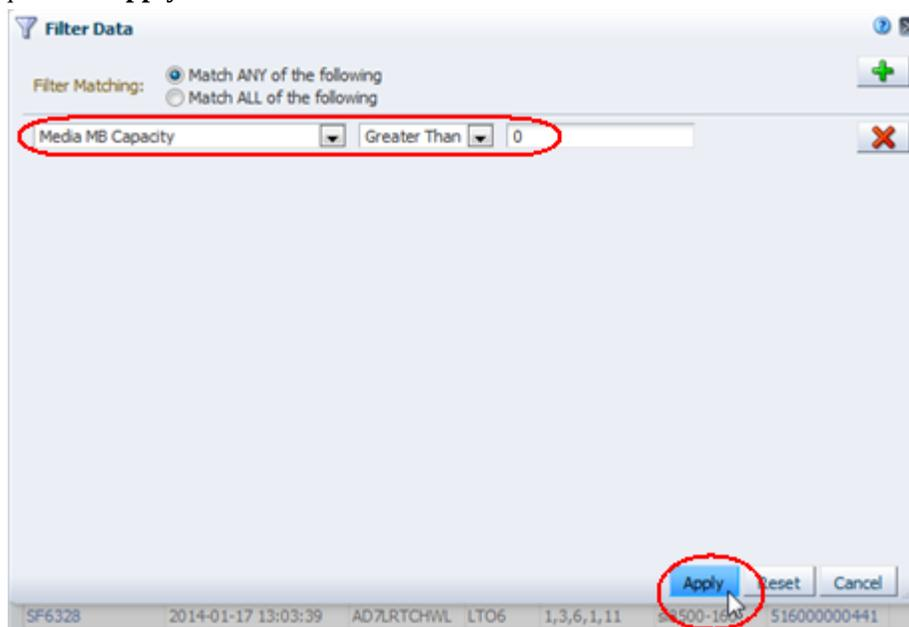 Filter Data
Filter Matching: Match ANY of the following
Match ALL of the following
Media MB Capacity Greater Than 0
Apply Reset Cancel
SF6328 2014-01-17 13:03:39 AD7LRTCHWL LTO6 1,3,6,1,11 516000000441